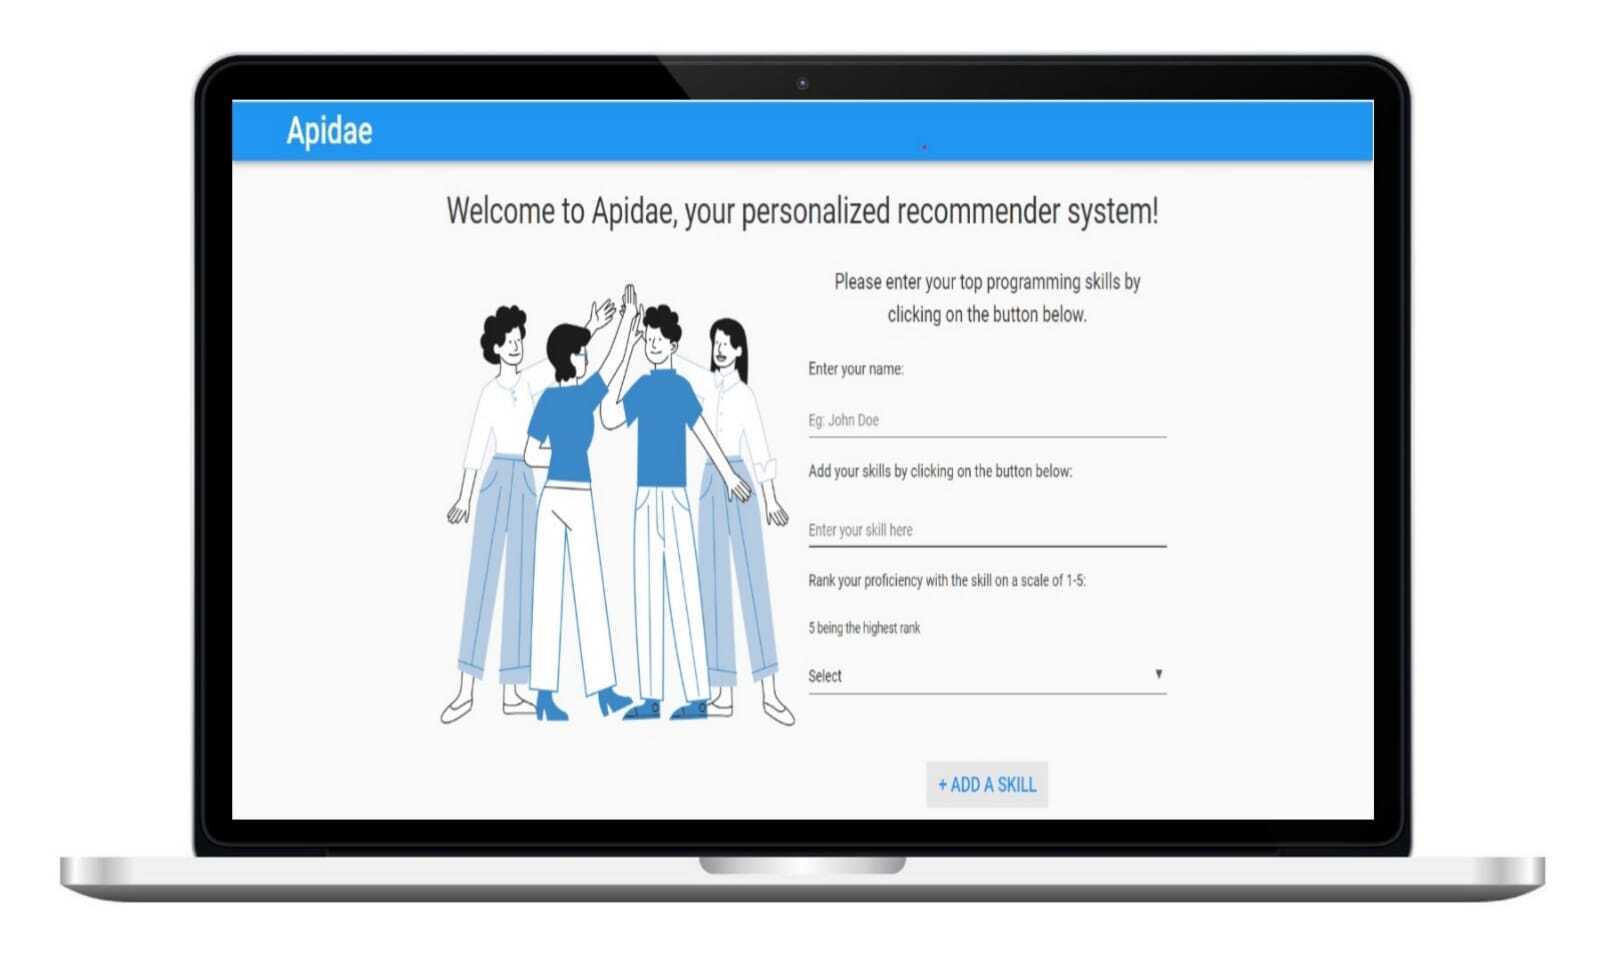 Apidae
Welcome to Apidae, your personalized recommender system!
Please enter your top programming skills by
clicking on the button below.
Enter your name:
Eg: John Doe
Add your skills by clicking on the button below:
Enter your skill here
Rank your proficiency with the skill on a scale of 1-5:
5 being the highest rank
Select
+ ADD A SKILL